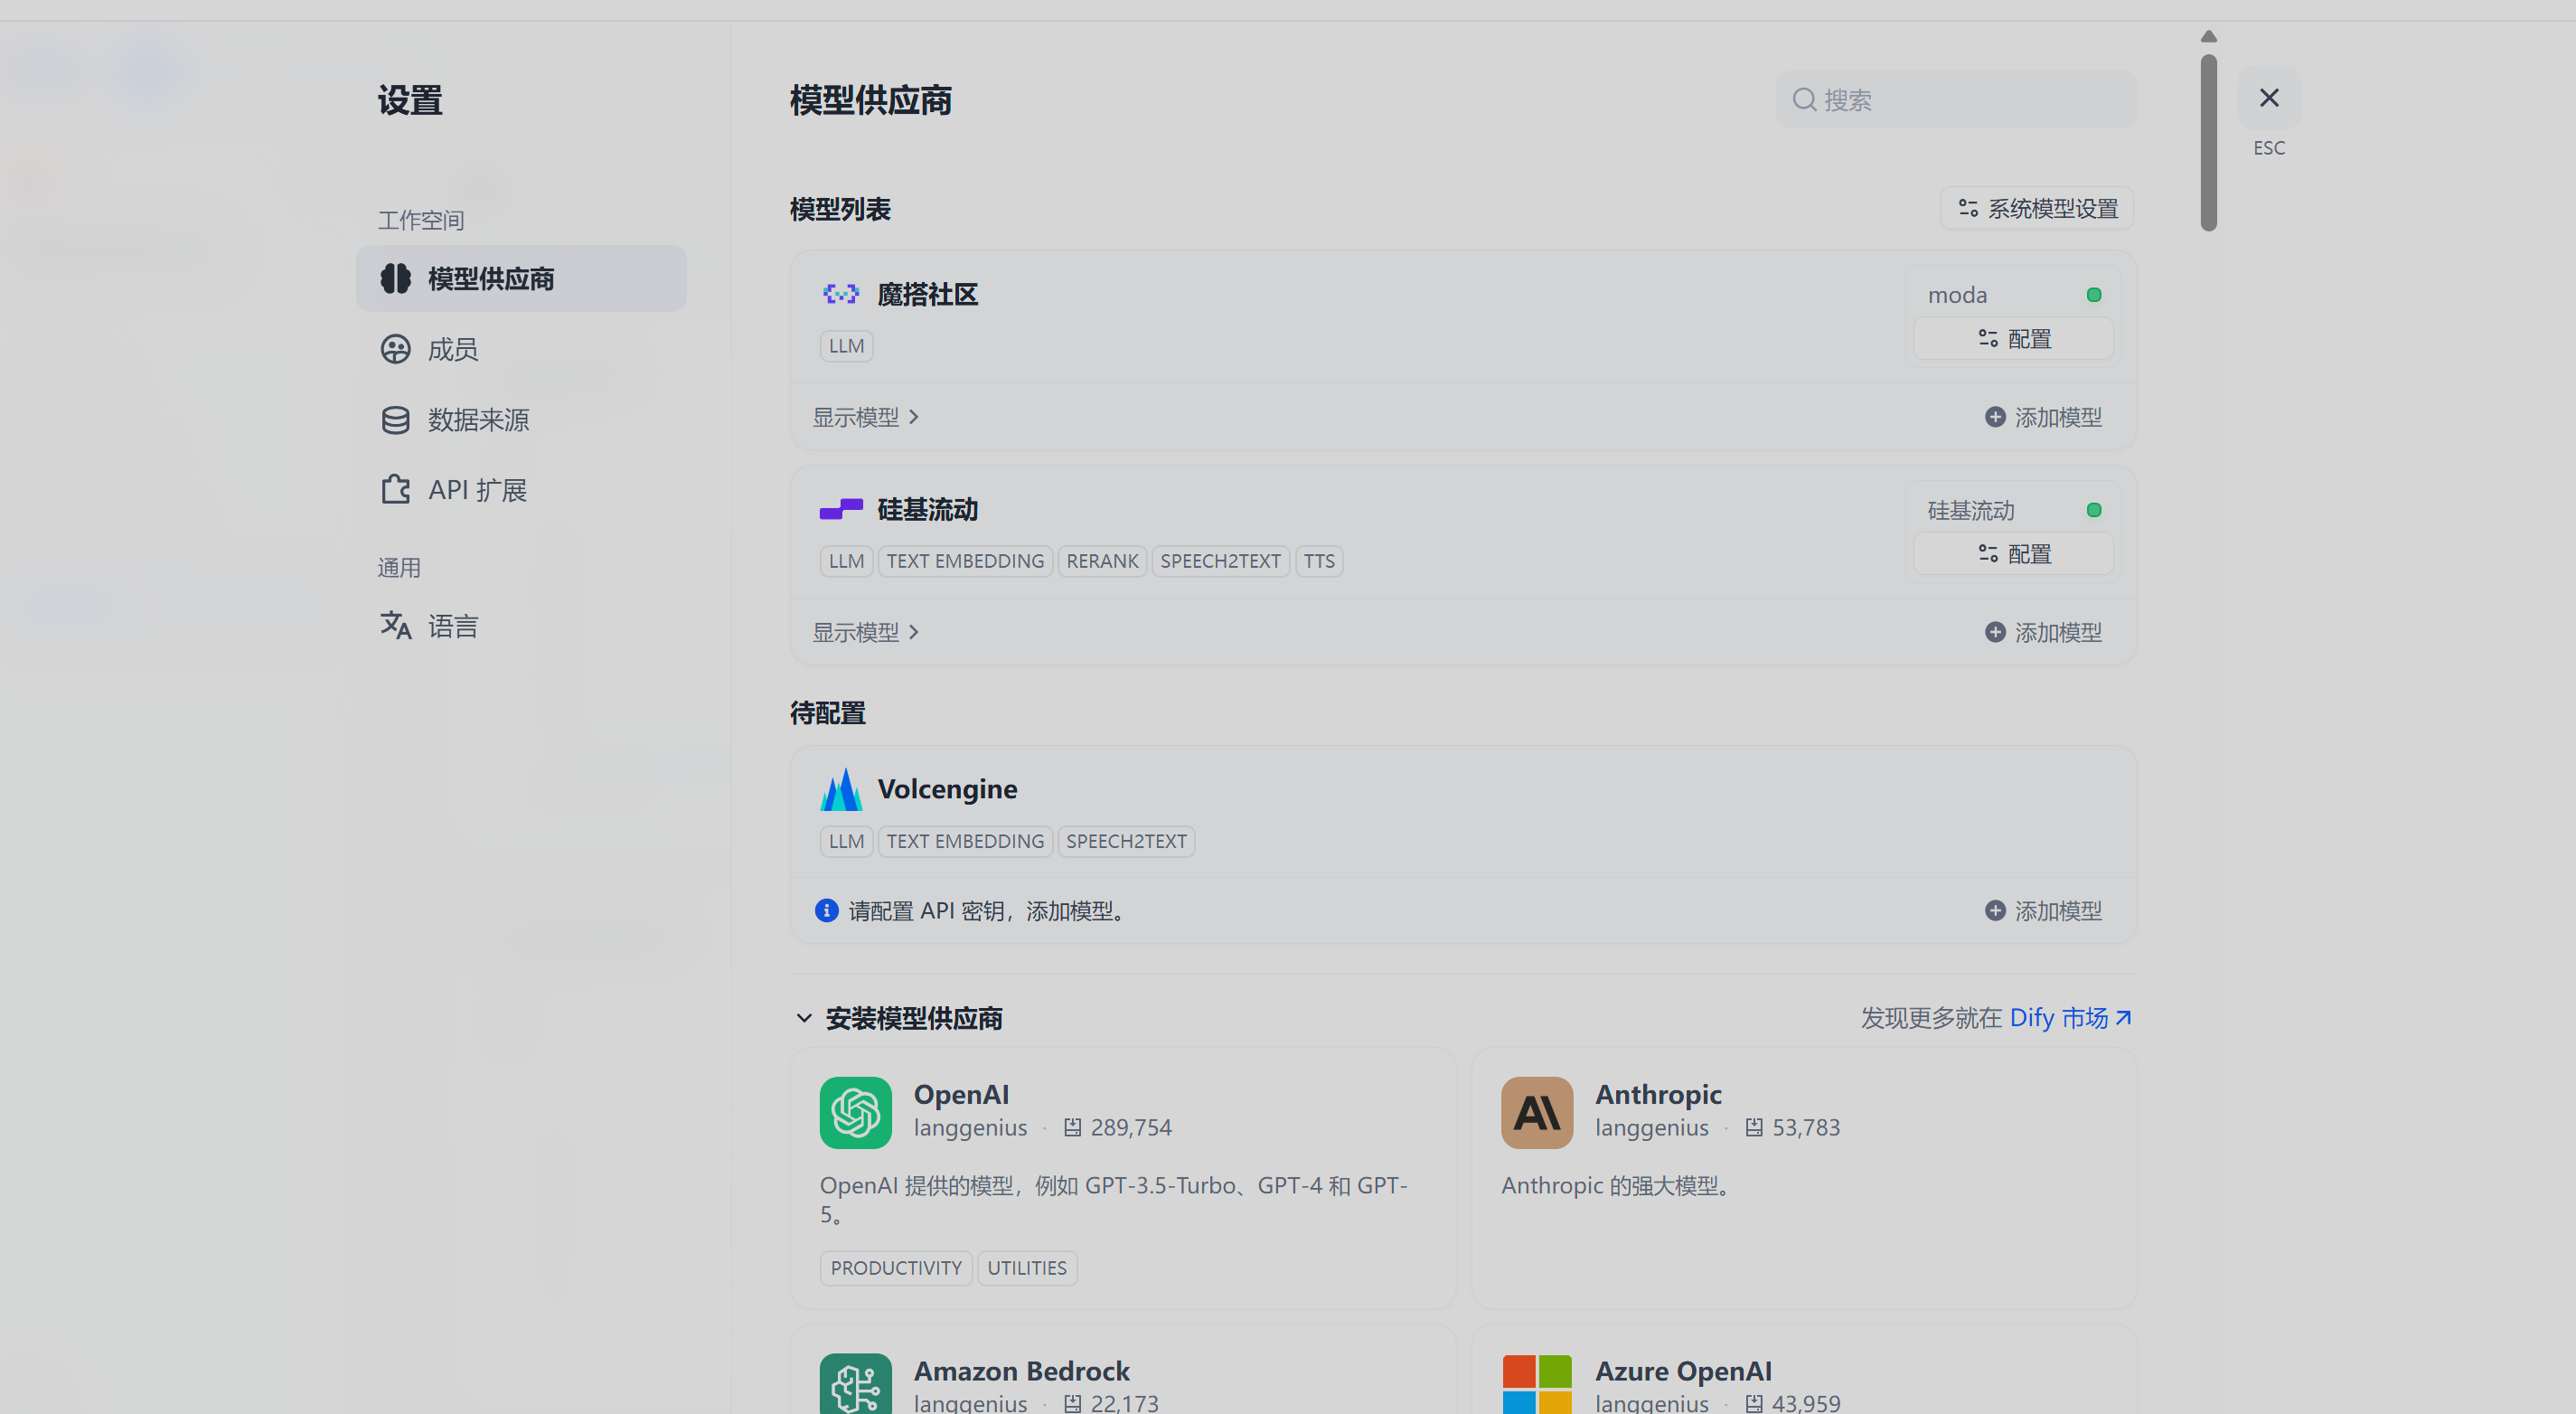 设置
工作空间
模型供应商
成员
数据来源
API 扩展
通用
语言
模型供应商
搜索
ESC
模型列表
系统模型设置
魔搭社区
LLM
moda
配置
显示模型
添加模型
硅基流动
LLM TEXT EMBEDDING RERANK SPEECH2TEXT TTS
硅基流动
配置
显示模型
添加模型
待配置
Volcengine
LLM TEXT EMBEDDING SPEECH2TEXT
请配置 API 密钥，添加模型。
添加模型
安装模型供应商
发现更多就在 Dify 市场
OpenAI
langgenius · 289,754
OpenAI 提供的模型，例如 GPT-3.5-Turbo、GPT-4 和 GPT-
5。
PRODUCTIVITY UTILITIES
Anthropic
langgenius · 53,783
Anthropic 的强大模型。
Amazon Bedrock
langgenius · 22,173
Azure OpenAI
langgenius · 43,959